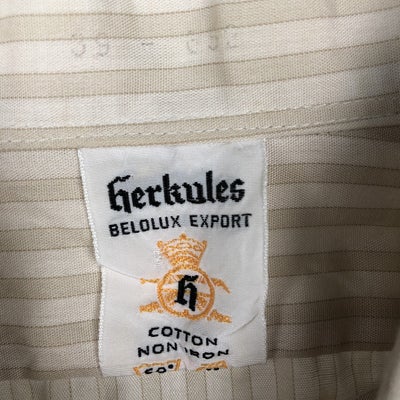 herkules
BELOLUX EXPORT
h
COTTON
NON IRON